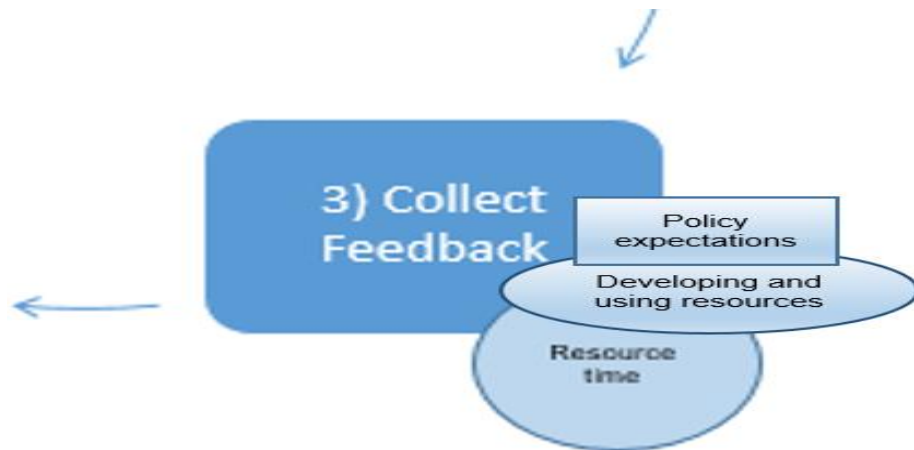 3) Collect
Feedback
Policy
expectations
Developing and
using resources
Resource
time